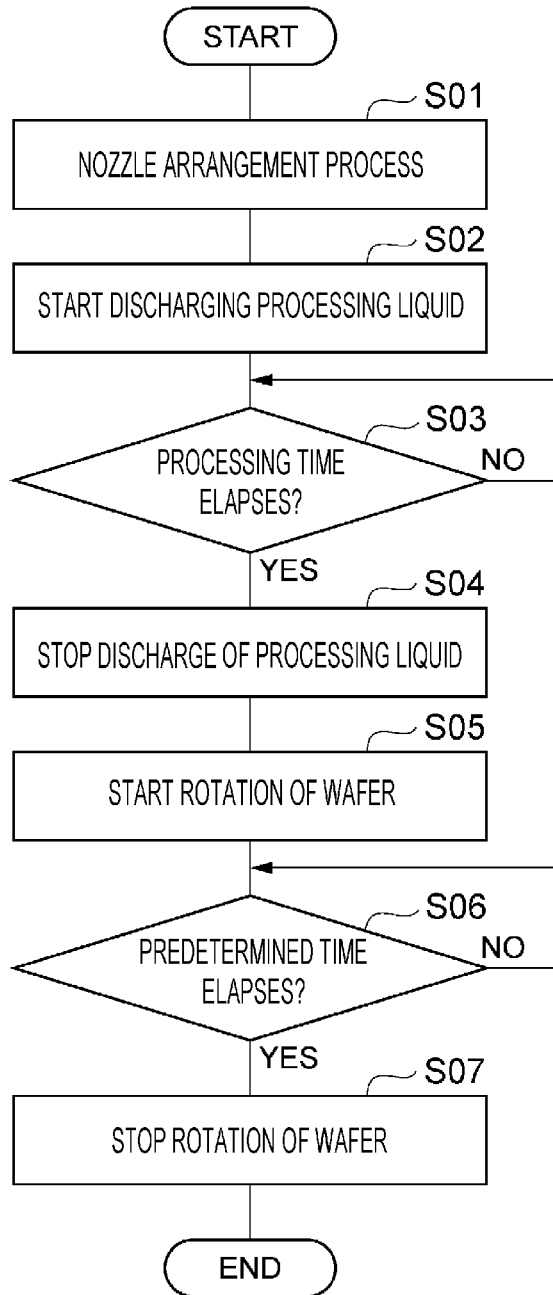 START
S01
NOZZLE ARRANGEMENT PROCESS
S02
START DISCHARGING PROCESSING LIQUID
S03
PROCESSING TIME
ELAPSES?
NO
YES
S04
STOP DISCHARGE OF PROCESSING LIQUID
S05
START ROTATION OF WAFER
S06
PREDETERMINED TIME
ELAPSES?
NO
YES
S07
STOP ROTATION OF WAFER
END